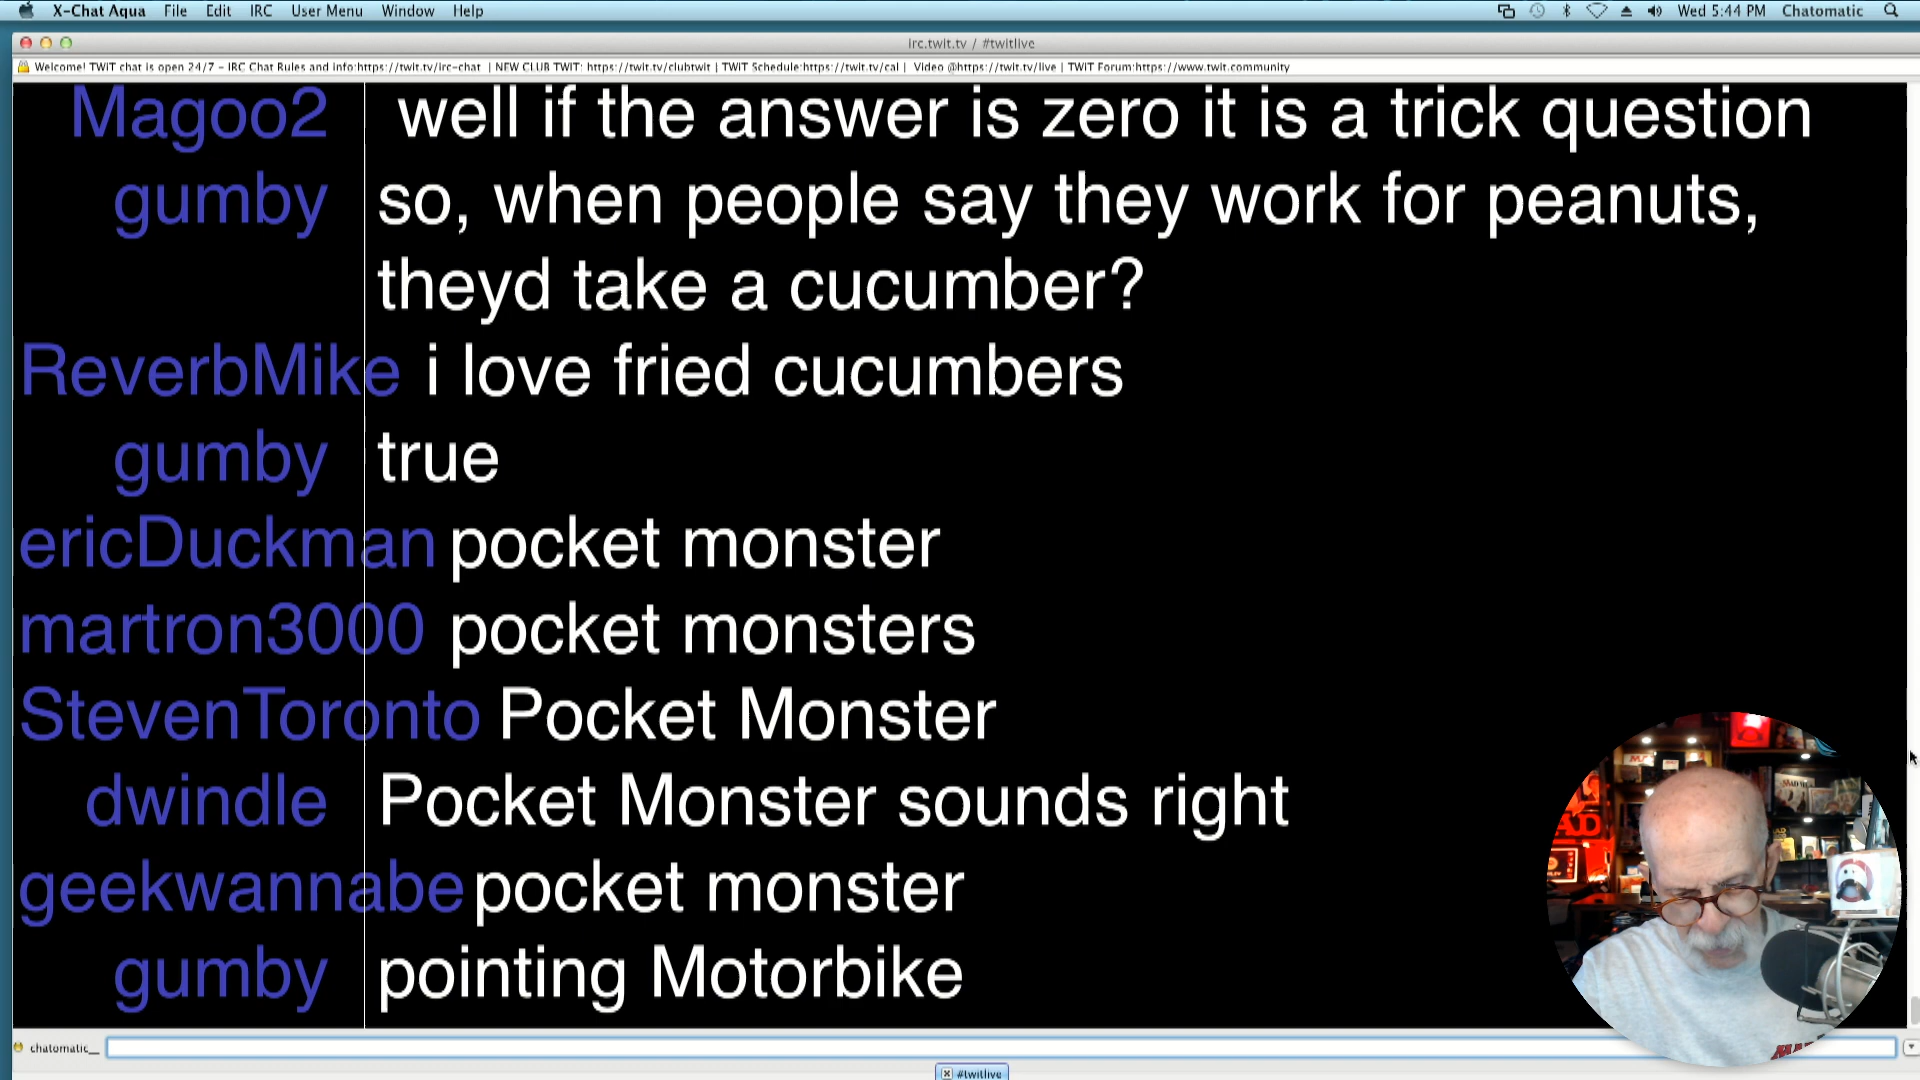 X-Chat Aqua File Edit IRC User Menu Window Help Wed 5:44 PM Chatomatic
irc.twit.tv / #twitlive
Welcome! TWiT chat is open 24/7 – IRC Chat Rules and info:https://twit.tv/irc-chat | NEW CLUB TWIT: https://twit.tv/clubtwit | TWiT Schedule:https://twit.tv/cal | Video @https://twit.tv/live | TWiT Forum:https://www.twit.community
Magoo2 well if the answer is zero it is a trick question
gumby so, when people say they work for peanuts,
theyd take a cucumber?
ReverbMike i love fried cucumbers
gumby true
ericDuckman pocket monster
martron3000 pocket monsters
StevenToronto Pocket Monster
dwindle Pocket Monster sounds right
geekwannabe pocket monster
gumby pointing Motorbike
chatomatic__
#twitlive